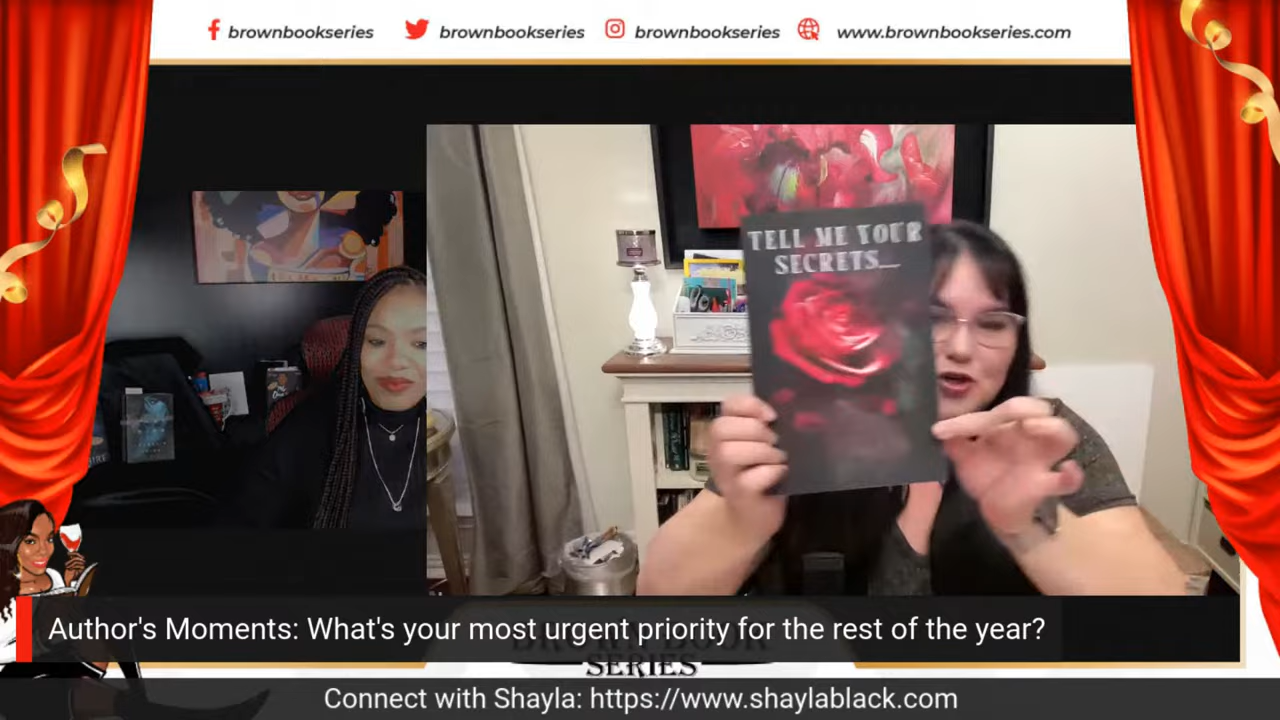 brownbookseries
brownbookseries
brownbookseries
www.brownbookseries.com
TELL ME YOUR
SECRETS...
Author's Moments: What's your most urgent priority for the rest of the year?
SERIES
Connect with Shayla: https://www.shaylablack.com